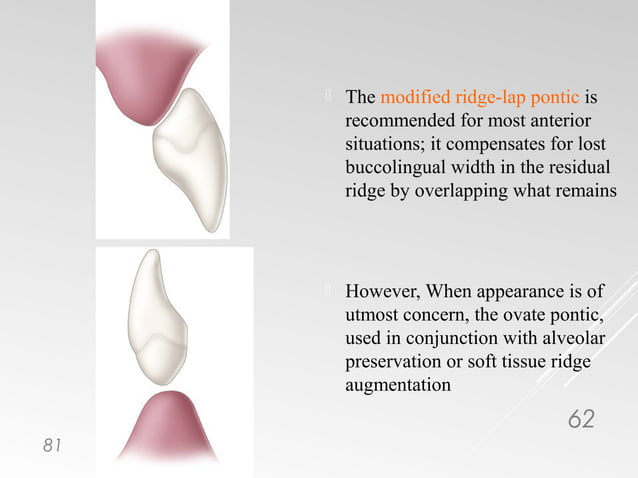 The modified ridge-lap pontic is
recommended for most anterior
situations; it compensates for lost
buccolingual width in the residual
ridge by overlapping what remains
However, When appearance is of
utmost concern, the ovate pontic,
used in conjunction with alveolar
preservation or soft tissue ridge
augmentation
62
81